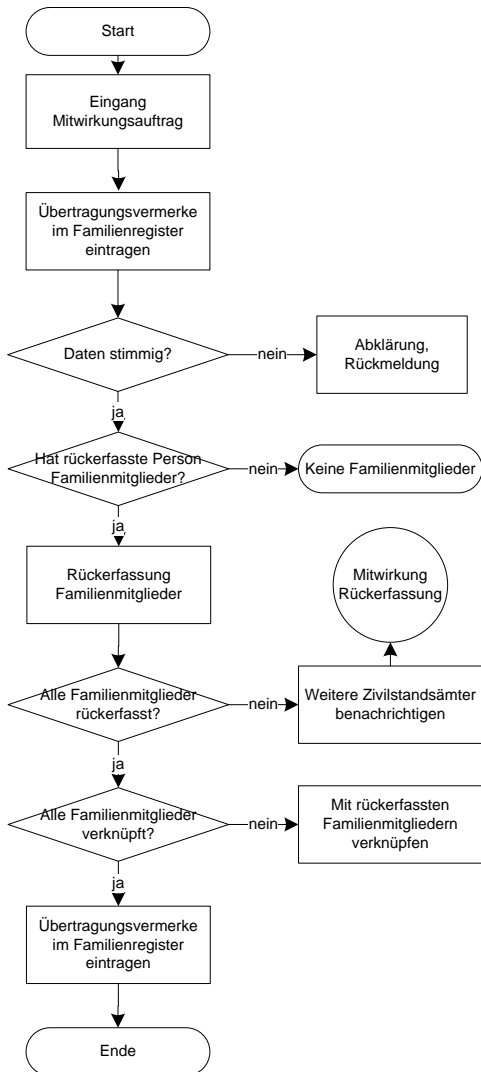 Start
Eingang
Mitwirkungsauftrag
Übertragungsvermerke
im Familienregister
eintragen
Daten stimmig?
nein
Abklärung,
Rückmeldung
ja
Hat rückerfasste Person
Familienmitglieder?
nein
Keine Familienmitglieder
ja
Rückerfassung
Familienmitglieder
Mitwirkung
Rückerfassung
Alle Familienmitglieder
rückerfasst?
nein
Weitere Zivilstandsämter
benachrichtigen
ja
Alle Familienmitglieder
verknüpft?
nein
Mit rückerfassten
Familienmitgliedern
verknüpfen
ja
Übertragungsvermerke
im Familienregister
eintragen
Ende